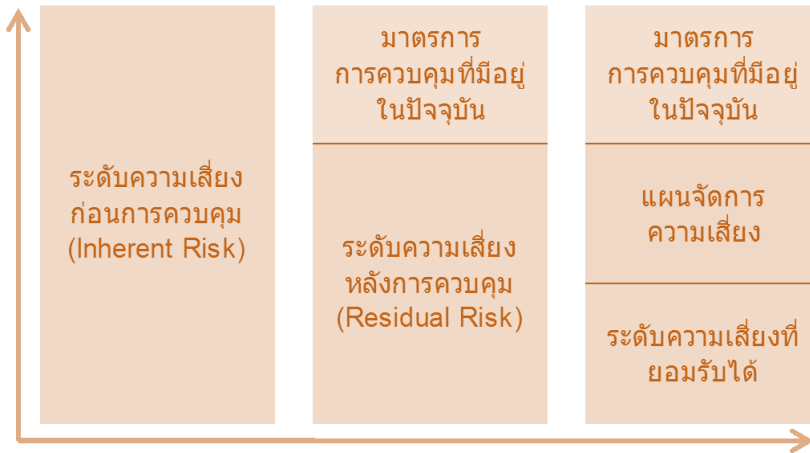 ระดับความเสี่ยง
ก่อนการควบคุม
(Inherent Risk)
มาตรการ
การควบคุมที่มีอยู่
ในปัจจุบัน
ระดับความเสี่ยง
หลังการควบคุม
(Residual Risk)
มาตรการ
การควบคุมที่มีอยู่
ในปัจจุบัน
แผนจัดการ
ความเสี่ยง
ระดับความเสี่ยงที่
ยอมรับได้